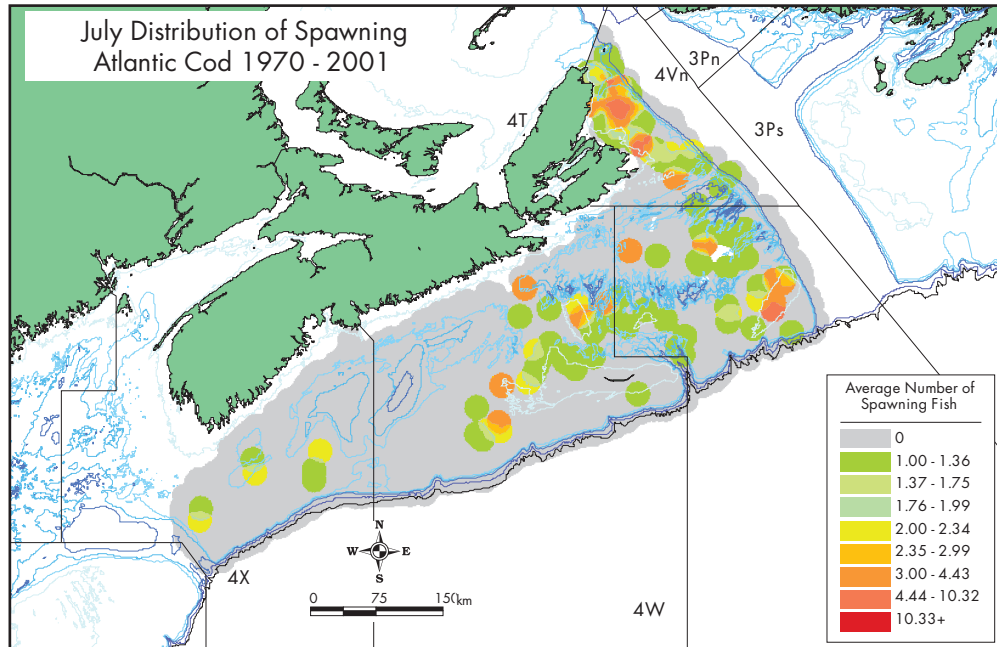 July Distribution of Spawning
Atlantic Cod 1970 - 2001
3Pn
4Vn
4T
3Ps
Average Number of
Spawning Fish
0
1.00 - 1.36
1.37 - 1.75
1.76 - 1.99
2.00 - 2.34
2.35 - 2.99
3.00 - 4.43
4.44 - 10.32
10.33+
N
W E
S
4X
0 75 150km
4W